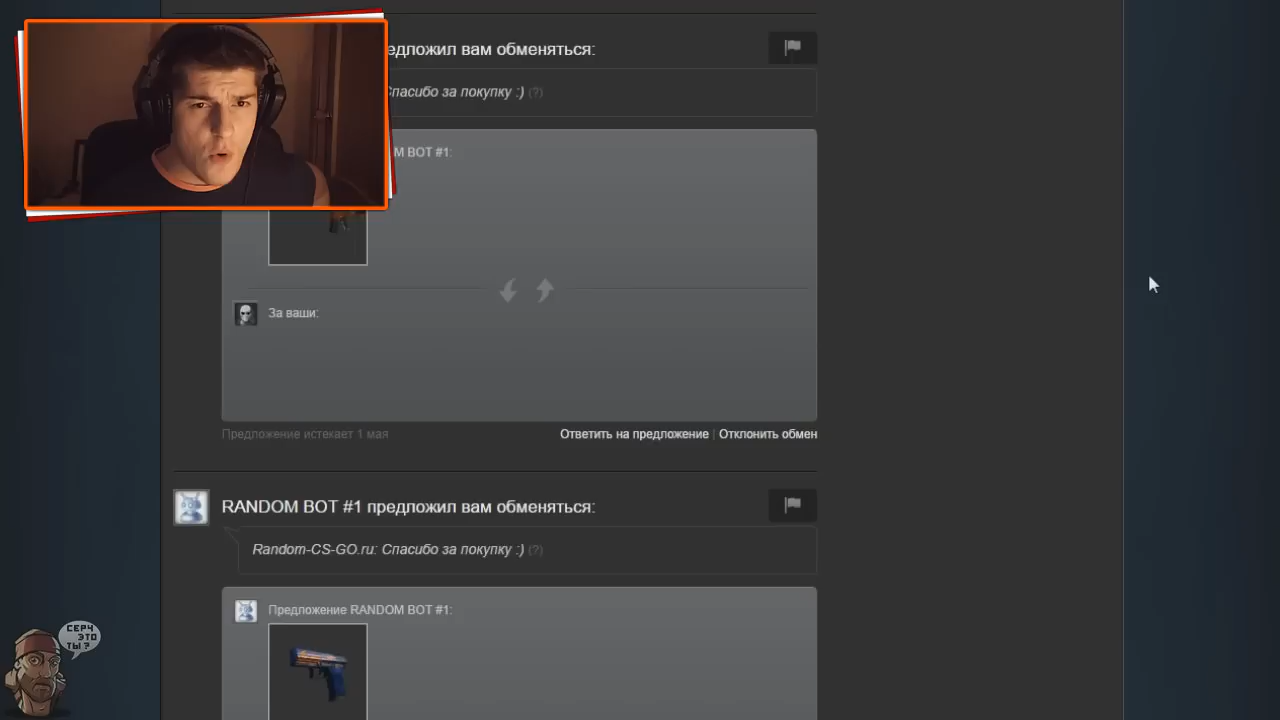 едложил вам обменяться:
Спасибо за покупку :) (?)
M BOT #1:
За ваши:
Предложение истекает 1 мая
Ответить на предложение | Отклонить обмен
RANDOM BOT #1 предложил вам обменяться:
Random-CS-GO.ru: Спасибо за покупку :) (?)
Предложение RANDOM BOT #1:
СЕРЧ
ЭТО
ТЫ?